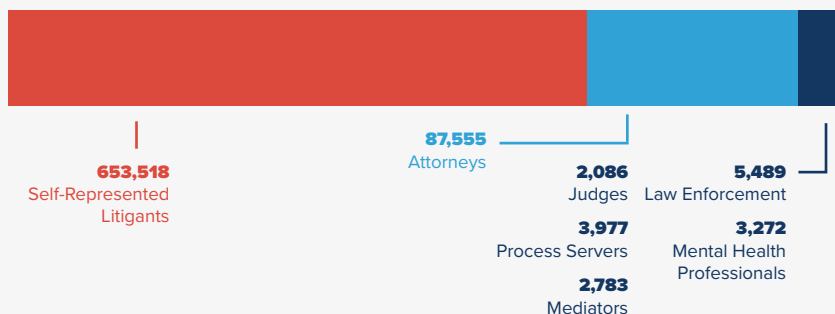 653,518
Self-Represented
Litigants
87,555
Attorneys
2,086
Judges
3,977
Process Servers
2,783
Mediators
5,489
Law Enforcement
3,272
Mental Health
Professionals